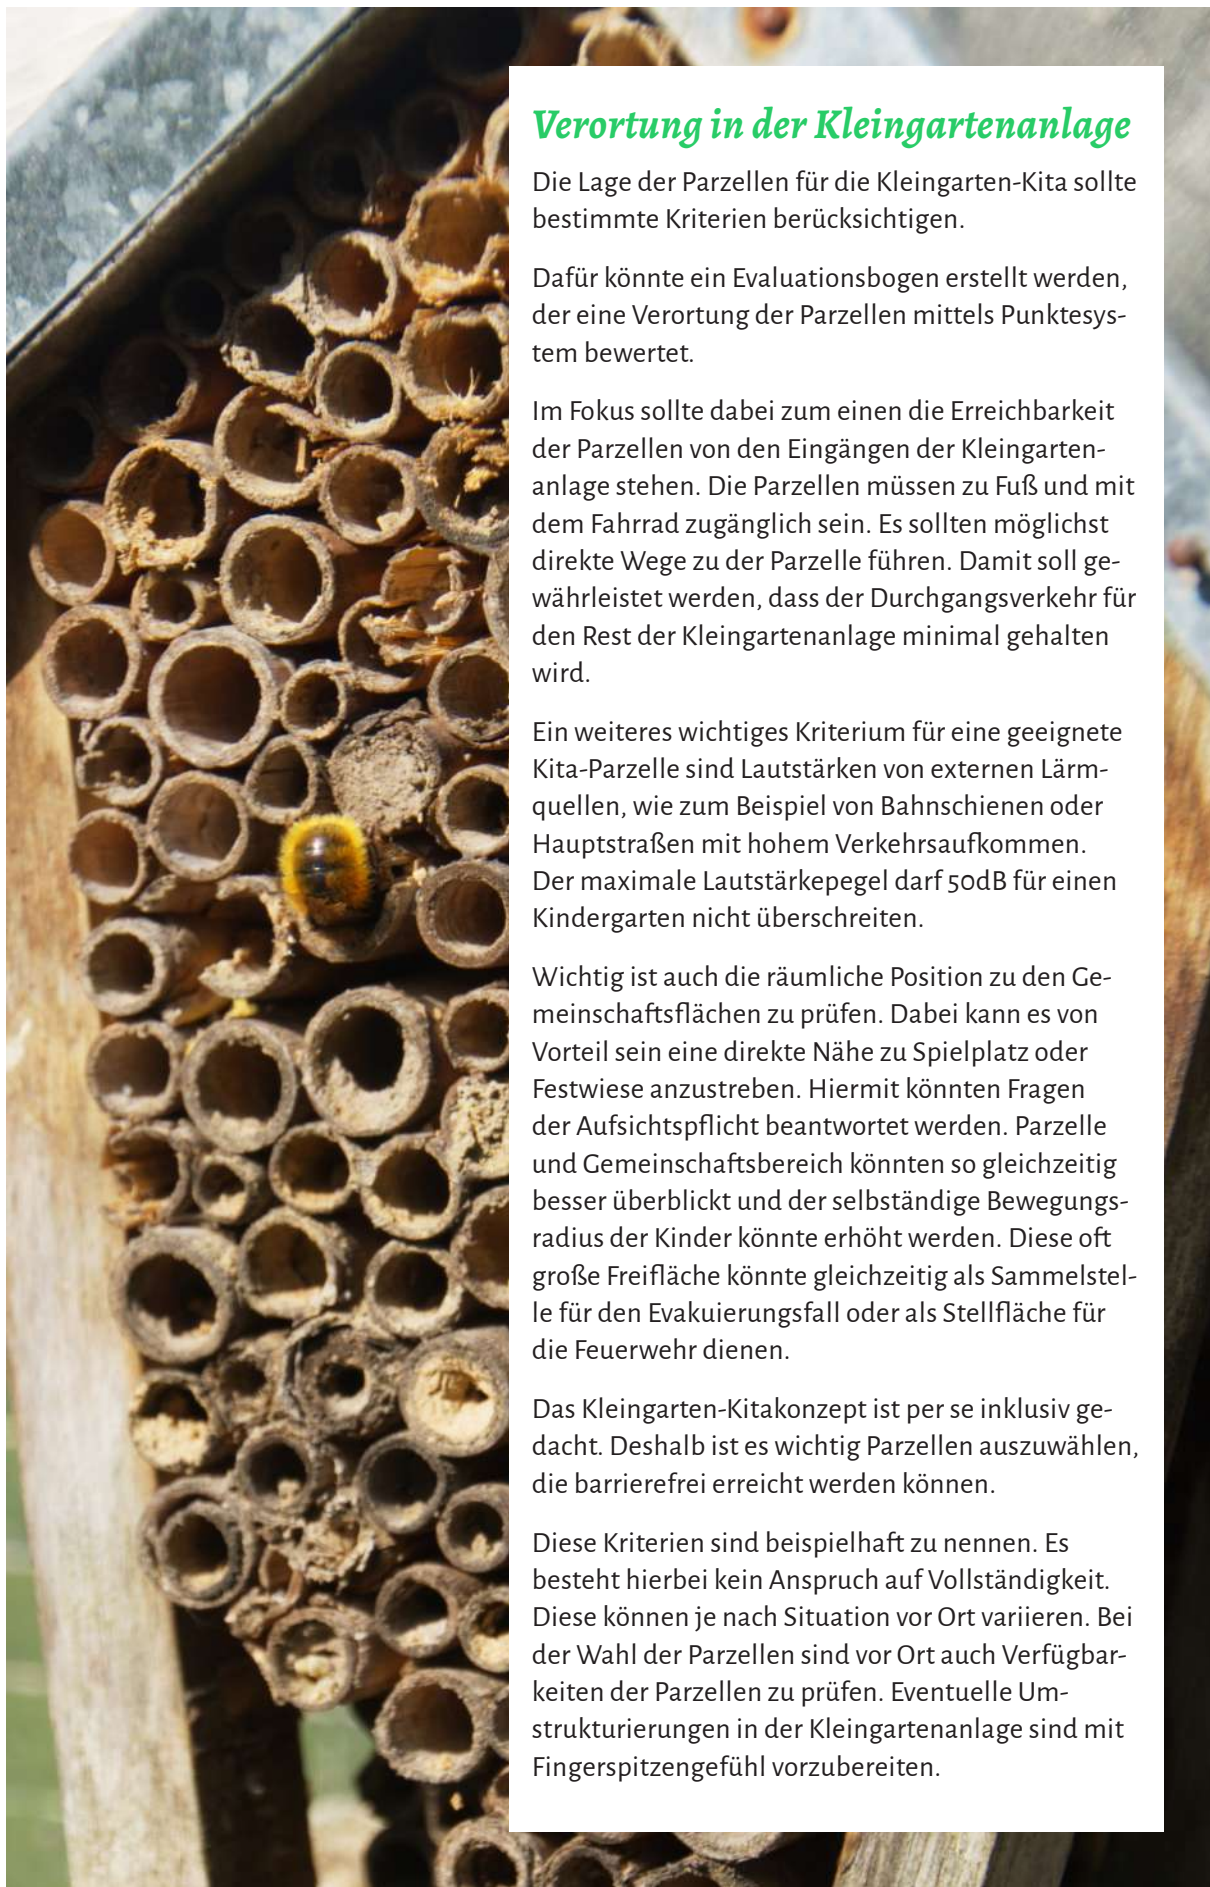 Verortung in der Kleingartenanlage
Die Lage der Parzellen für die Kleingarten-Kita sollte
bestimmte Kriterien berücksichtigen.
Dafür könnte ein Evaluationsbogen erstellt werden,
der eine Verortung der Parzellen mittels Punktesys-
tem bewertet.
Im Fokus sollte dabei zum einen die Erreichbarkeit
der Parzellen von den Eingängen der Kleingarten-
anlage stehen. Die Parzellen müssen zu Fuß und mit
dem Fahrrad zugänglich sein. Es sollten möglichst
direkte Wege zu der Parzelle führen. Damit soll ge-
währleistet werden, dass der Durchgangsverkehr für
den Rest der Kleingartenanlage minimal gehalten
wird.
Ein weiteres wichtiges Kriterium für eine geeignete
Kita-Parzelle sind Lautstärken von externen Lärm-
quellen, wie zum Beispiel von Bahnschienen oder
Hauptstraßen mit hohem Verkehrsaufkommen.
Der maximale Lautstärkepegel darf 50dB für einen
Kindergarten nicht überschreiten.
Wichtig ist auch die räumliche Position zu den Ge-
meinschaftsflächen zu prüfen. Dabei kann es von
Vorteil sein eine direkte Nähe zu Spielplatz oder
Festwiese anzustreben. Hiermit könnten Fragen
der Aufsichtspflicht beantwortet werden. Parzelle
und Gemeinschaftsbereich könnten so gleichzeitig
besser überblickt und der selbständige Bewegungs-
radius der Kinder könnte erhöht werden. Diese oft
große Freifläche könnte gleichzeitig als Sammelstel-
le für den Evakuierungsfall oder als Stellfläche für
die Feuerwehr dienen.
Das Kleingarten-Kitakonzept ist per se inklusiv ge-
dacht. Deshalb ist es wichtig Parzellen auszuwählen,
die barrierefrei erreicht werden können.
Diese Kriterien sind beispielhaft zu nennen. Es
besteht hierbei kein Anspruch auf Vollständigkeit.
Diese können je nach Situation vor Ort variieren. Bei
der Wahl der Parzellen sind vor Ort auch Verfügbar-
keiten der Parzellen zu prüfen. Eventuelle Um-
strukturierungen in der Kleingartenanlage sind mit
Fingerspitzengefühl vorzubereiten.